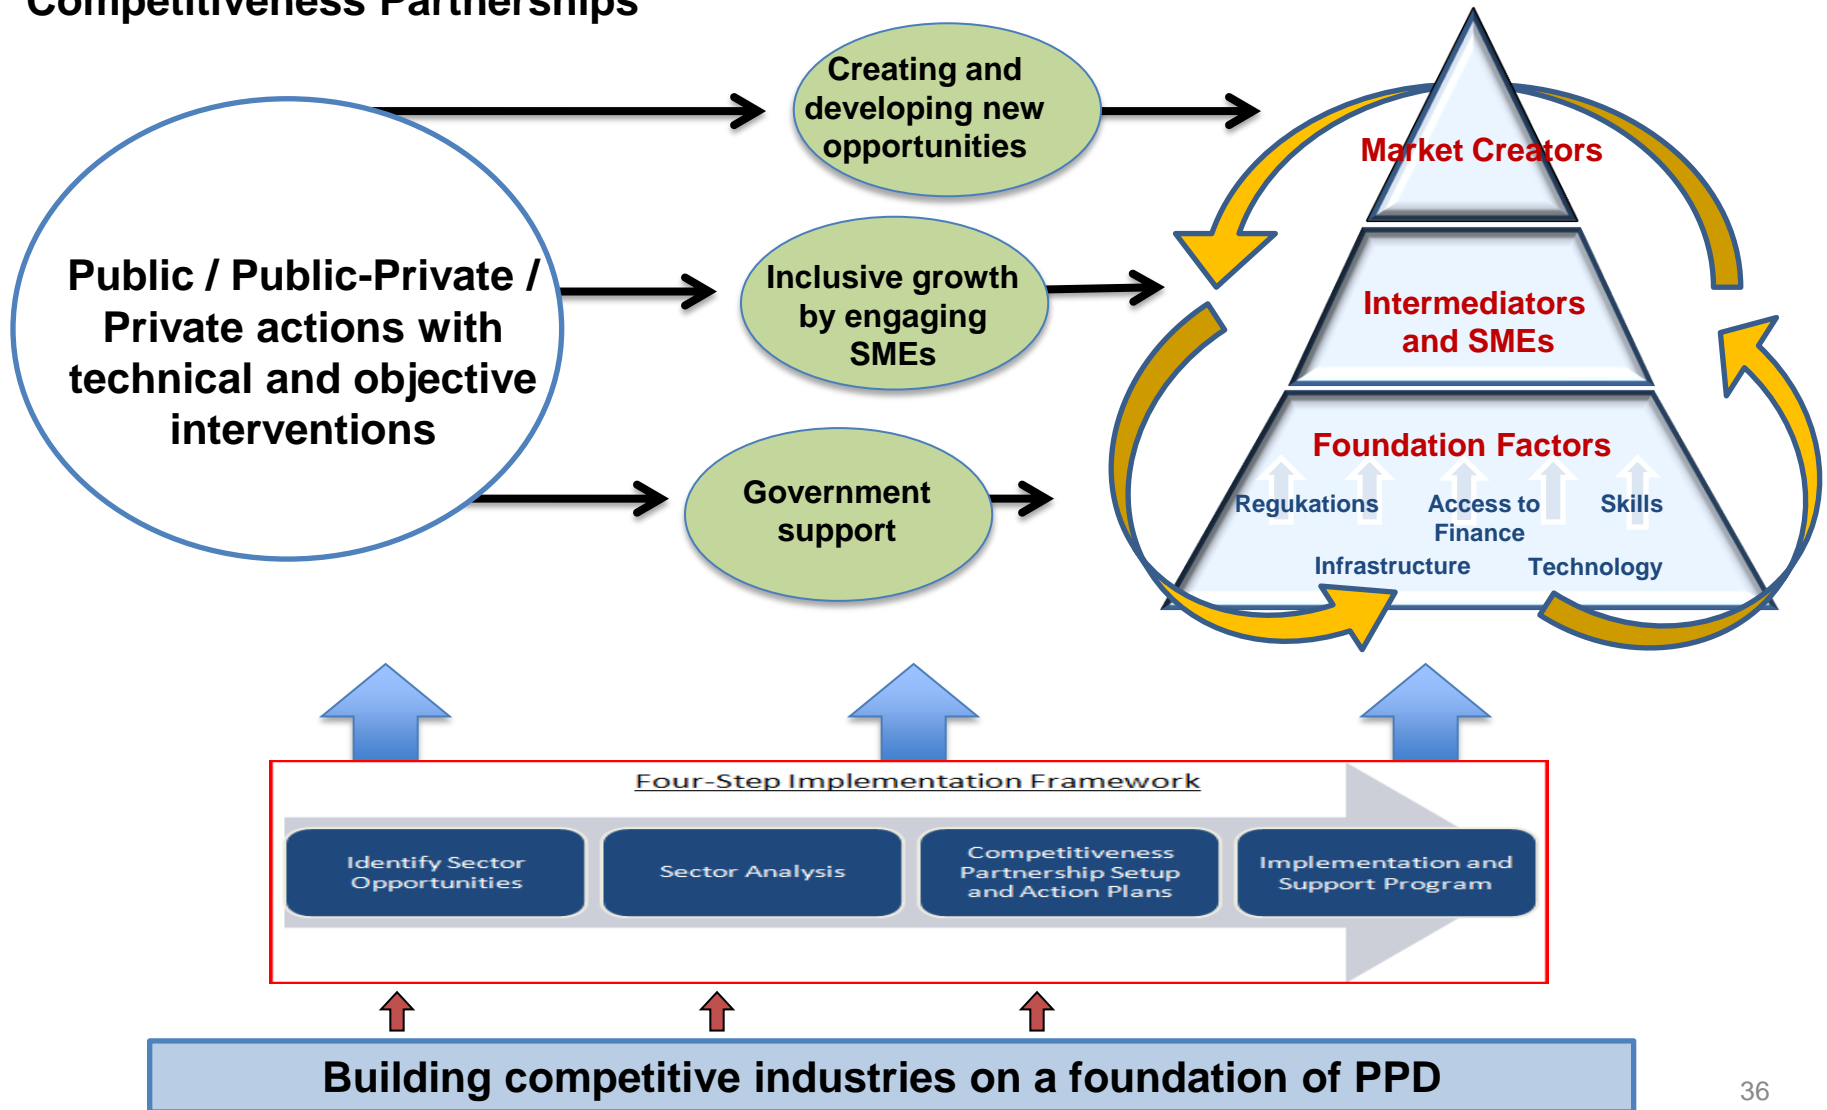 Competitiveness Partnerships
Creating and
developing new
opportunities
Market Creators
Public / Public-Private /
Private actions with
technical and objective
interventions
Inclusive growth
by engaging
SMEs
Intermediators
and SMEs
Government
support
Foundation Factors
Regukations
Access to
Finance
Skills
Infrastructure
Technology
Four-Step Implementation Framework
Identify Sector
Opportunities
Sector Analysis
Competitiveness
Partnership Setup
and Action Plans
Implementation and
Support Program
Building competitive industries on a foundation of PPD
36